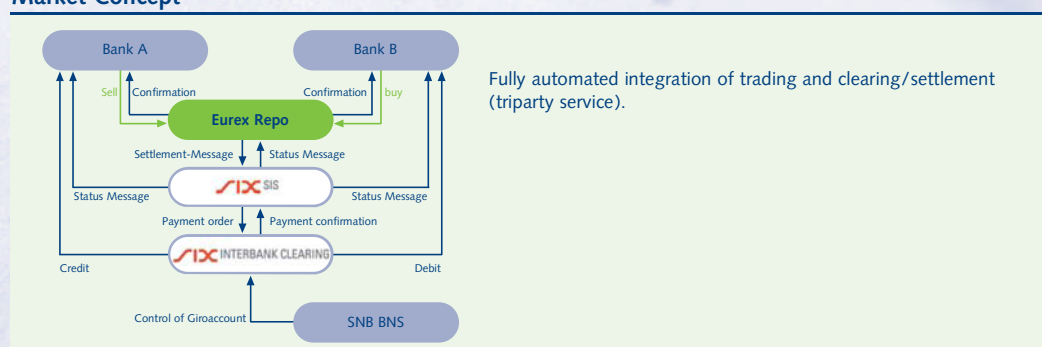 Market Concept
Bank A
Bank B
Fully automated integration of trading and clearing/settlement
(triparty service).
Sell
Confirmation
Confirmation
buy
Eurex Repo
Settlement-Message
Status Message
SIX SIS
Status Message
Status Message
Payment order
Payment confirmation
SIX INTERBANK CLEARING
Credit
Debit
Control of Giroaccount
SNB BNS